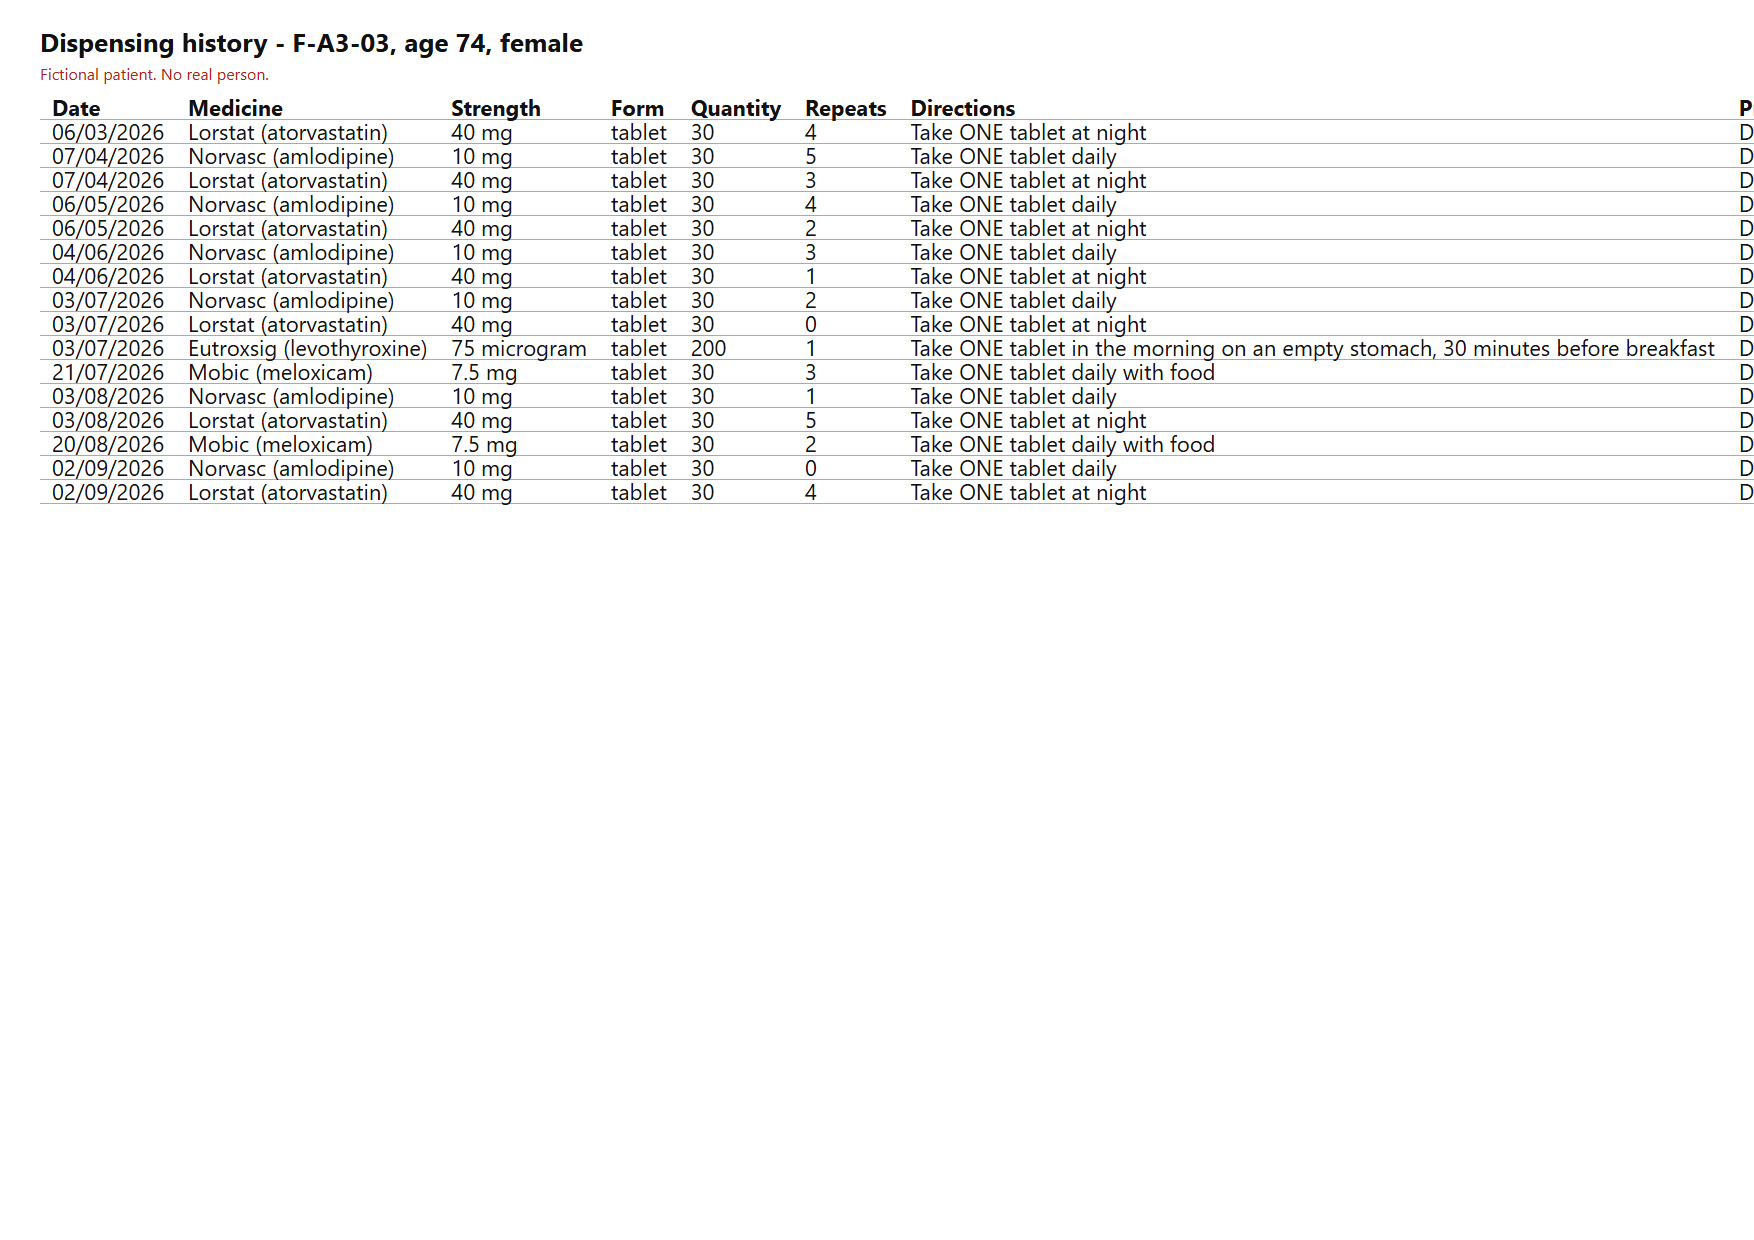 Dispensing history - F-A3-03, age 74, female
Fictional patient. No real person.
Date Medicine Strength Form Quantity Repeats Directions P
06/03/2026 Lorstat (atorvastatin) 40 mg tablet 30 4 Take ONE tablet at night D
07/04/2026 Norvasc (amlodipine) 10 mg tablet 30 5 Take ONE tablet daily D
07/04/2026 Lorstat (atorvastatin) 40 mg tablet 30 3 Take ONE tablet at night D
06/05/2026 Norvasc (amlodipine) 10 mg tablet 30 4 Take ONE tablet daily D
06/05/2026 Lorstat (atorvastatin) 40 mg tablet 30 2 Take ONE tablet at night D
04/06/2026 Norvasc (amlodipine) 10 mg tablet 30 3 Take ONE tablet daily D
04/06/2026 Lorstat (atorvastatin) 40 mg tablet 30 1 Take ONE tablet at night D
03/07/2026 Norvasc (amlodipine) 10 mg tablet 30 2 Take ONE tablet daily D
03/07/2026 Lorstat (atorvastatin) 40 mg tablet 30 0 Take ONE tablet at night D
03/07/2026 Eutroxsig (levothyroxine) 75 microgram tablet 200 1 Take ONE tablet in the morning on an empty stomach, 30 minutes before breakfast D
21/07/2026 Mobic (meloxicam) 7.5 mg tablet 30 3 Take ONE tablet daily with food D
03/08/2026 Norvasc (amlodipine) 10 mg tablet 30 1 Take ONE tablet daily D
03/08/2026 Lorstat (atorvastatin) 40 mg tablet 30 5 Take ONE tablet at night D
20/08/2026 Mobic (meloxicam) 7.5 mg tablet 30 2 Take ONE tablet daily with food D
02/09/2026 Norvasc (amlodipine) 10 mg tablet 30 0 Take ONE tablet daily D
02/09/2026 Lorstat (atorvastatin) 40 mg tablet 30 4 Take ONE tablet at night D